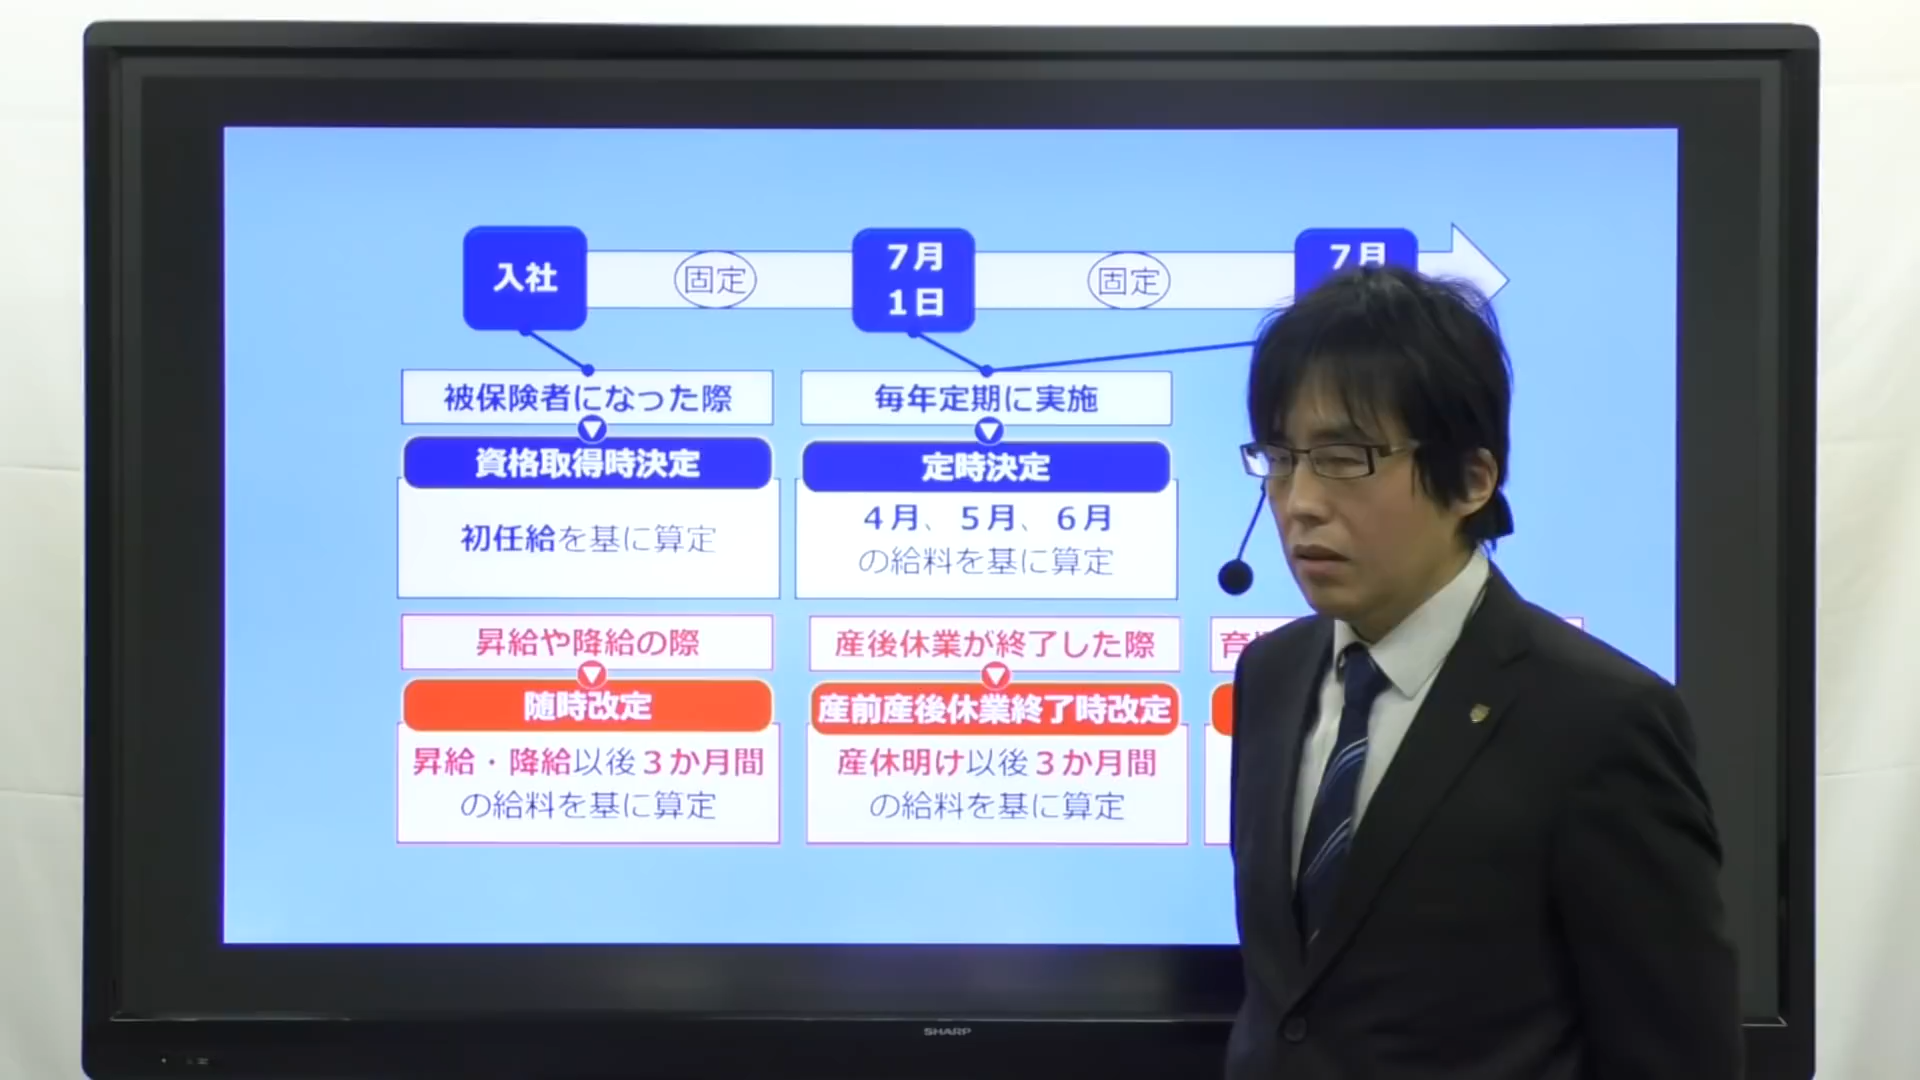 入社
固定
7月
1日
固定
7月
被保険者になった際
毎年定期に実施
資格取得時決定
定時決定
初任給を基に算定
4月、5月、6月
の給料を基に算定
昇給や降給の際
産後休業が終了した際
育
随時改定
産前産後休業終了時改定
昇給・降給以後3か月間
の給料を基に算定
産休明け以後3か月間
の給料を基に算定
SHARP